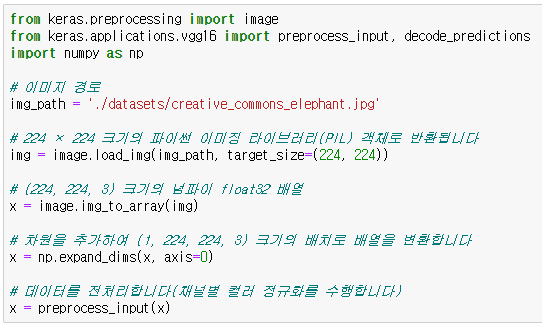 from keras.preprocessing import image
from keras.applications.vgg16 import preprocess_input, decode_predictions
import numpy as np
# 이미지 경로
img_path = './datasets/creative_commons_elephant.jpg'
# 224 × 224 크기의 파이썬 이미징 라이브러리(PIL) 객체로 반환됩니다
img = image.load_img(img_path, target_size=(224, 224))
# (224, 224, 3) 크기의 넘파이 float32 배열
x = image.img_to_array(img)
# 차원을 추가하여 (1, 224, 224, 3) 크기의 배치로 배열을 변환합니다
x = np.expand_dims(x, axis=0)
# 데이터를 전처리합니다(채널별 컬러 정규화를 수행합니다)
x = preprocess_input(x)